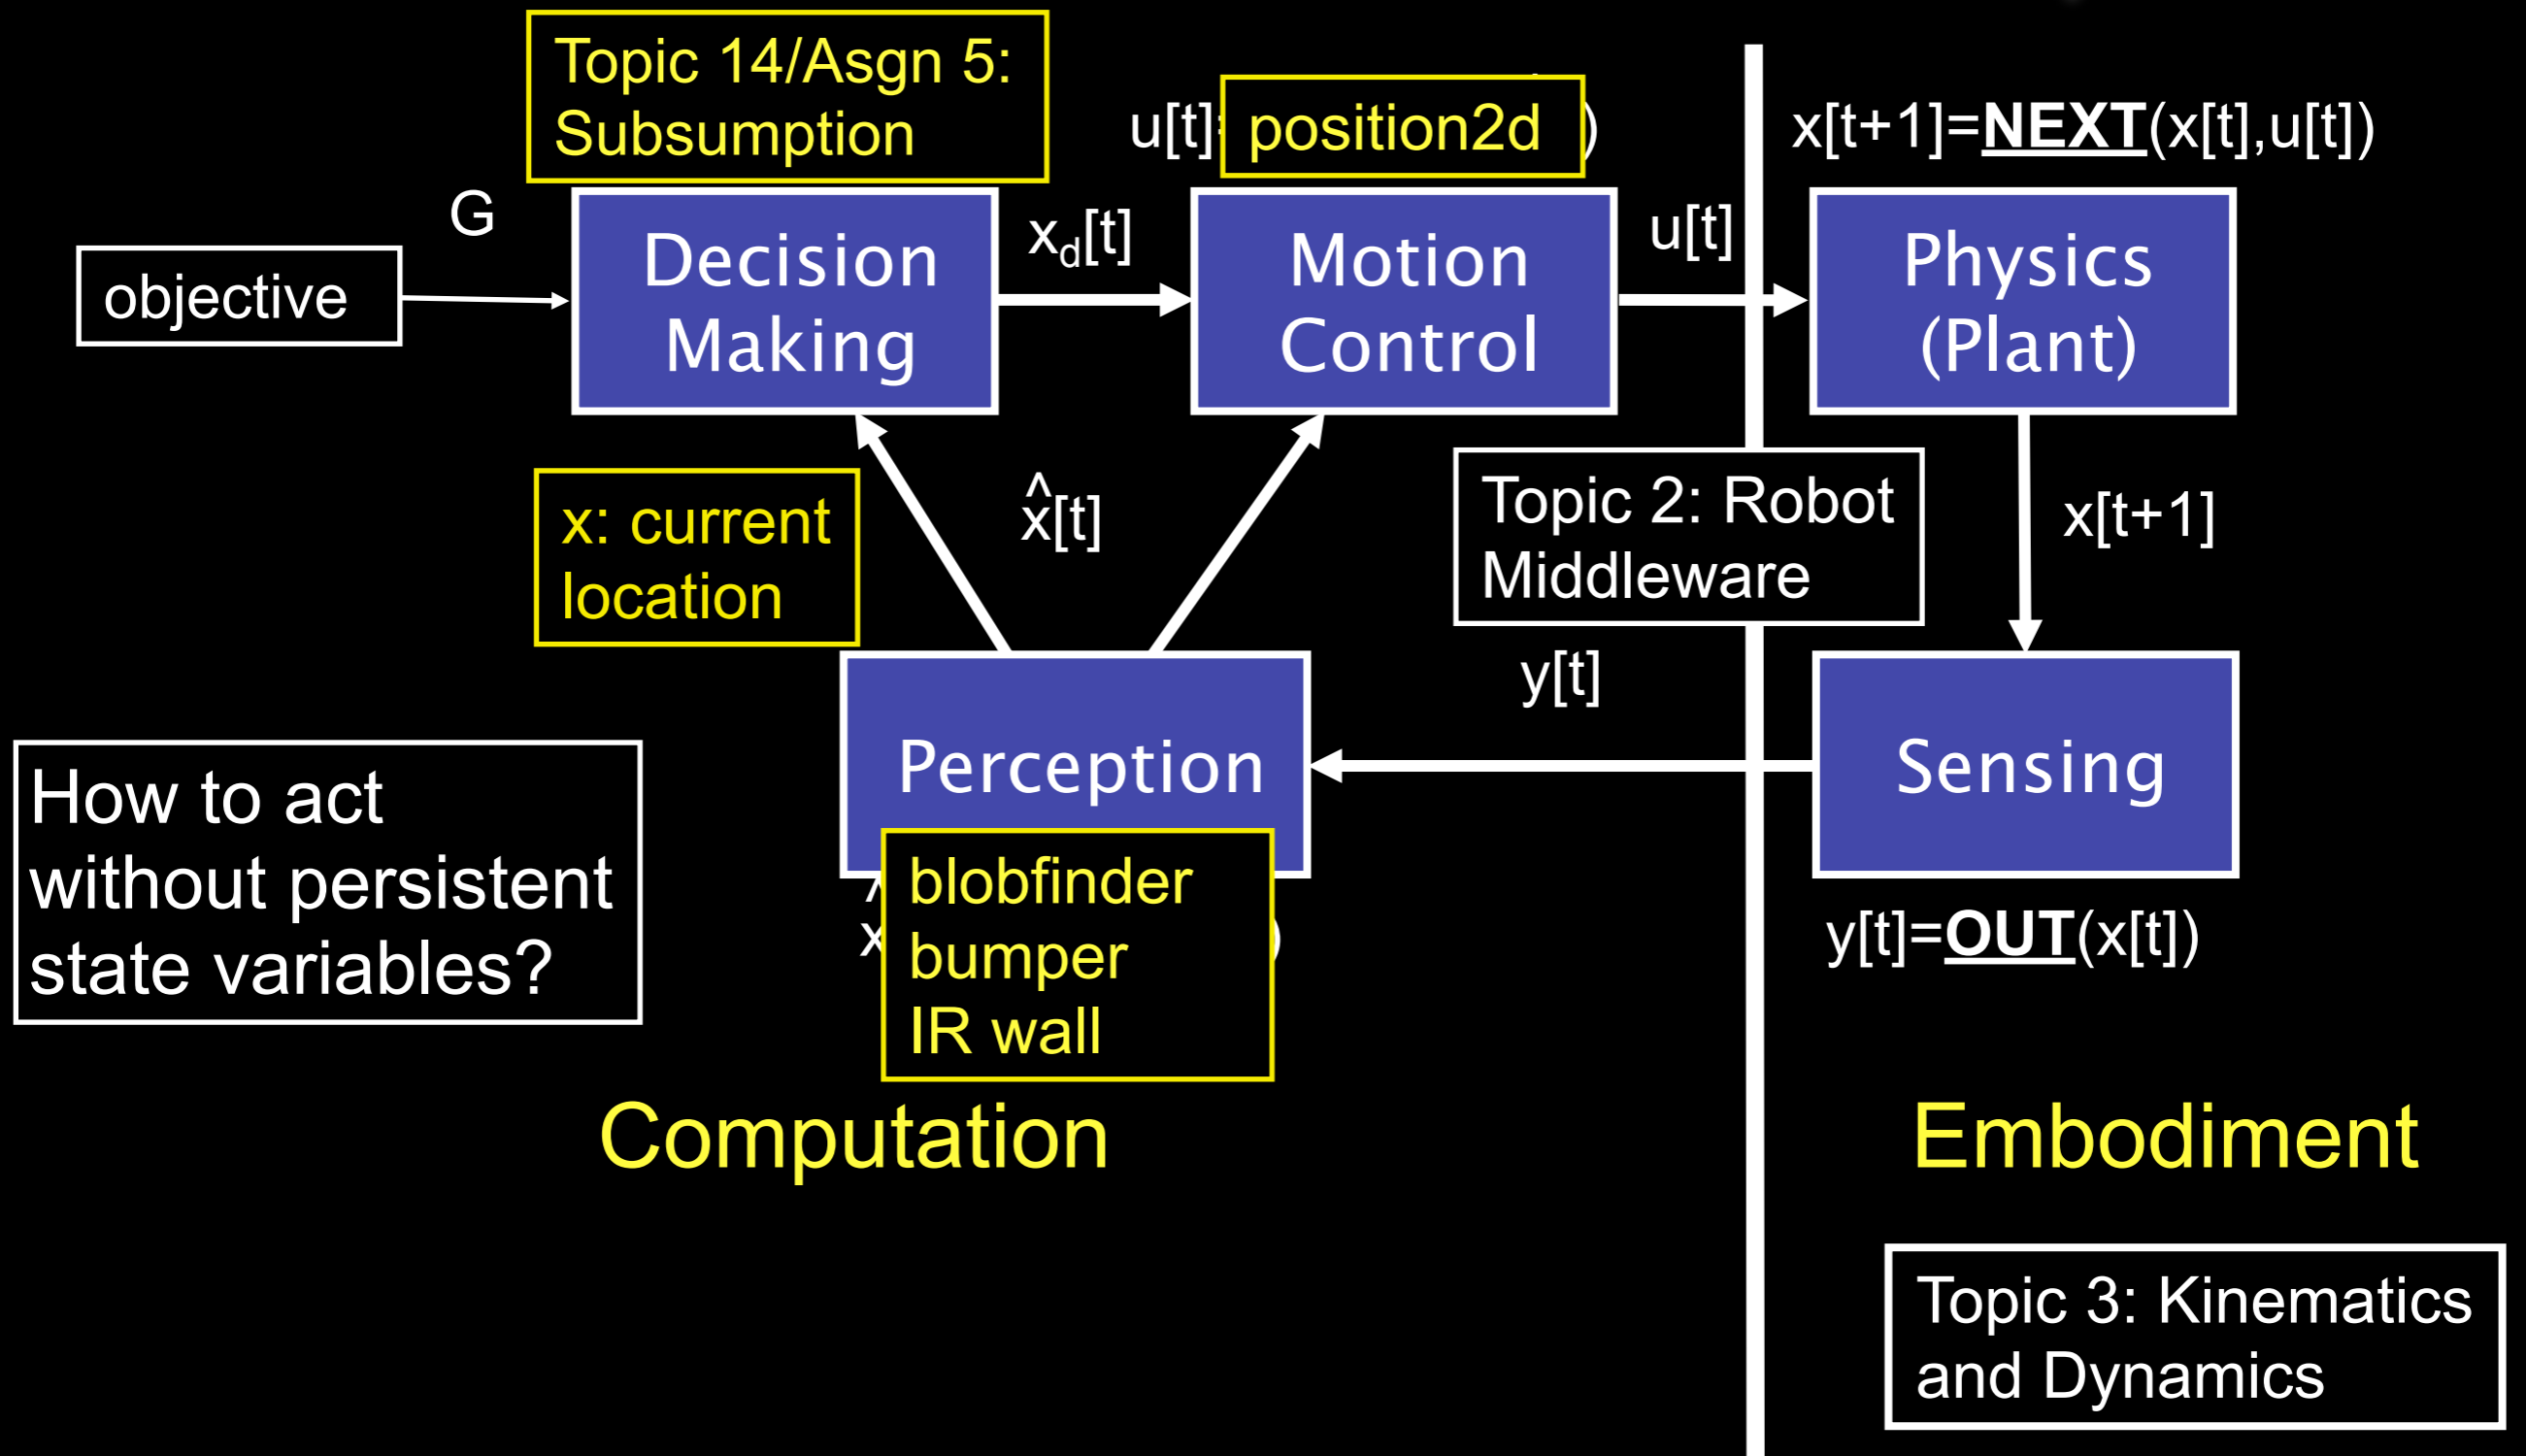 Topic 14/Asgn 5:
Subsumption
u[t]
position2d
)
x[t+1]=NEXT(x[t],u[t])
G
objective
Decision
Making
xd[t]
Motion
Control
u[t]
Physics
(Plant)
x: current
location
x̂[t]
Topic 2: Robot
Middleware
x[t+1]
y[t]
Perception
Sensing
How to act
without persistent
state variables?
blobfinder
bumper
IR wall
x̂
)
y[t]=OUT(x[t])
Computation
Embodiment
Topic 3: Kinematics
and Dynamics